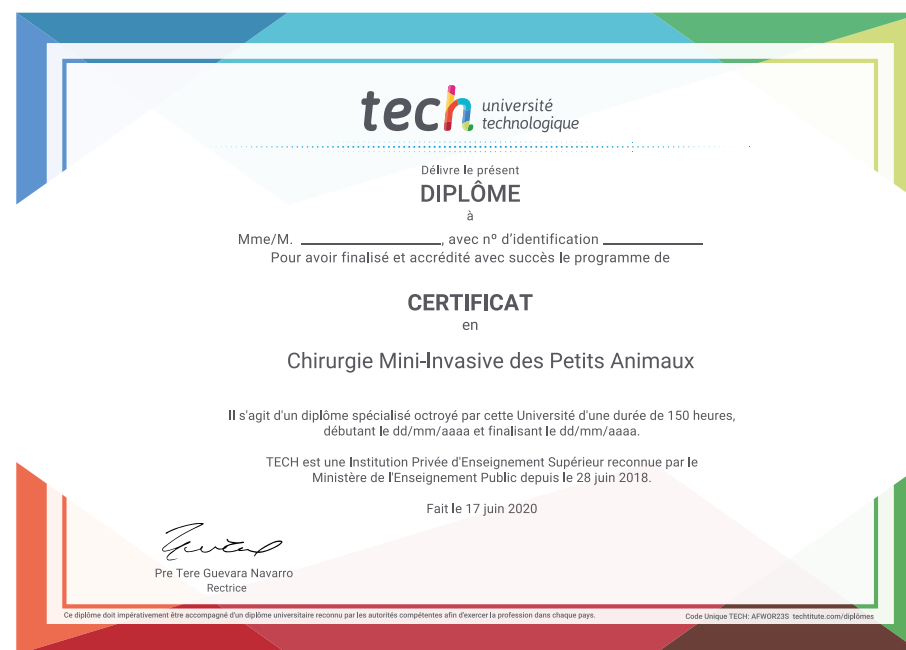 tech université
technologique
Délivre le présent
DIPLÔME
à
Mme/M. ____________________, avec nº d'identification ______________
Pour avoir finalisé et accrédité avec succès le programme de
CERTIFICAT
en
Chirurgie Mini-Invasive des Petits Animaux
Il s'agit d'un diplôme spécialisé octroyé par cette Université d'une durée de 150 heures,
débutant le dd/mm/aaaa et finalisant le dd/mm/aaaa.
TECH est une Institution Privée d'Enseignement Supérieur reconnue par le
Ministère de l'Enseignement Public depuis le 28 juin 2018.
Fait le 17 juin 2020
Pre Tere Guevara Navarro
Rectrice
Ce diplôme doit impérativement être accompagné d'un diplôme universitaire reconnu par les autorités compétentes afin d'exercer la profession dans chaque pays.
Code Unique TECH: AFWOR23S techtitute.com/diplômes